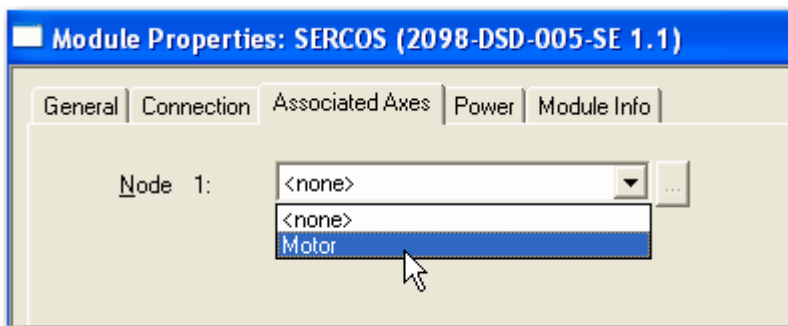 Module Properties: SERCOS (2098-DSD-005-SE 1.1)
General Connection Associated Axes Power Module Info
Node 1: <none> ...
<none>
Motor